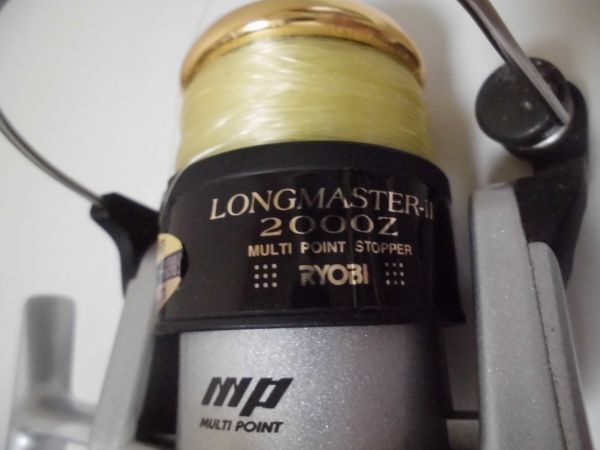 LONGMASTER-II
2000Z
MULTI POINT STOPPER
RYOBI
mp
MULTI POINT